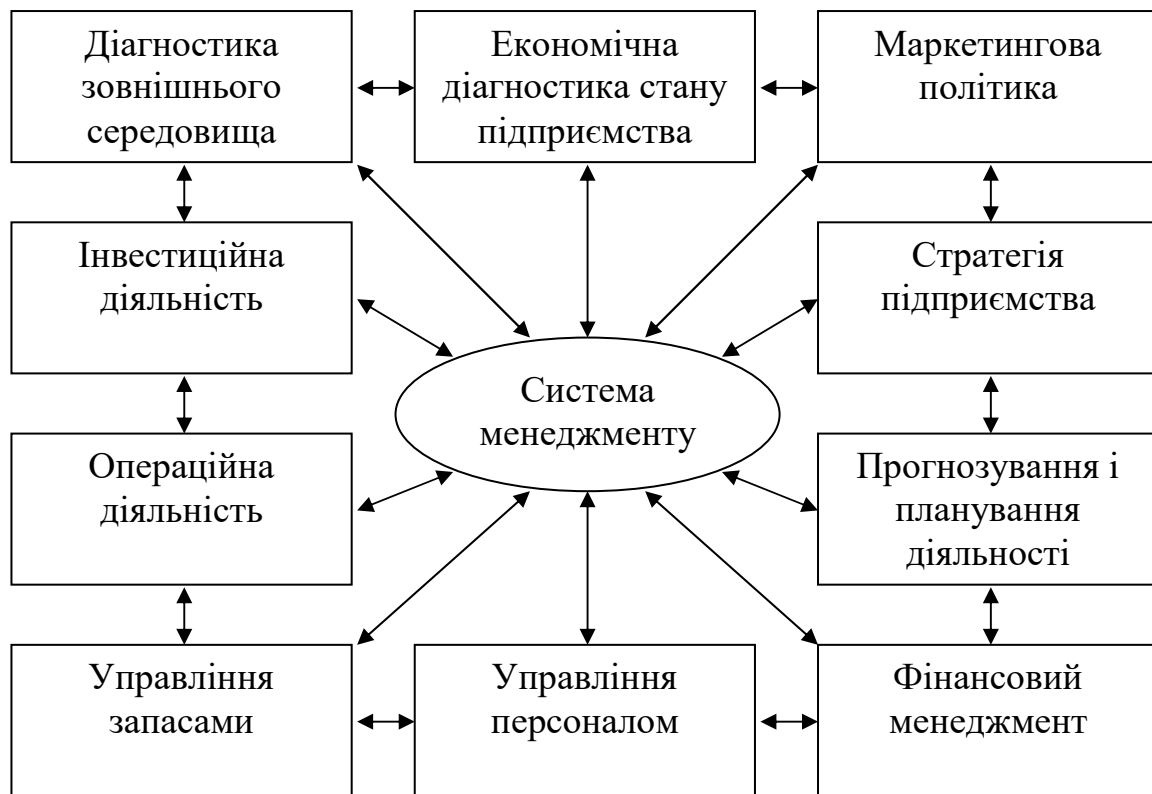 Діагностика
зовнішнього
середовища
Економічна
діагностика стану
підприємства
Маркетингова
політика
Інвестиційна
діяльність
Стратегія
підприємства
Система
менеджменту
Операційна
діяльність
Прогнозування і
планування
діяльності
Управління
запасами
Управління
персоналом
Фінансовий
менеджмент